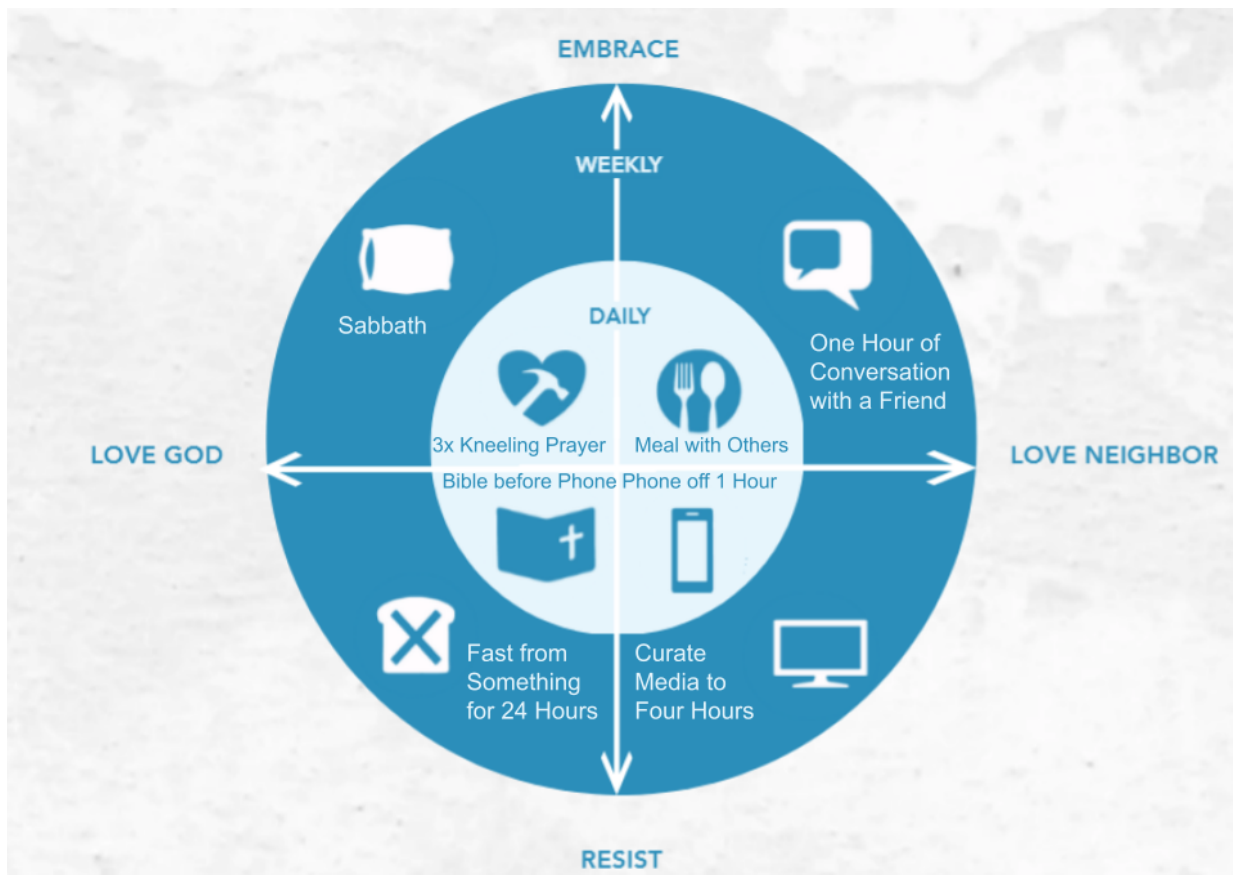 EMBRACE
WEEKLY
Sabbath
DAILY
One Hour of
Conversation
with a Friend
3x Kneeling Prayer
Meal with Others
LOVE GOD
LOVE NEIGHBOR
Bible before Phone
Phone off 1 Hour
Fast from
Something
for 24 Hours
Curate
Media to
Four Hours
RESIST